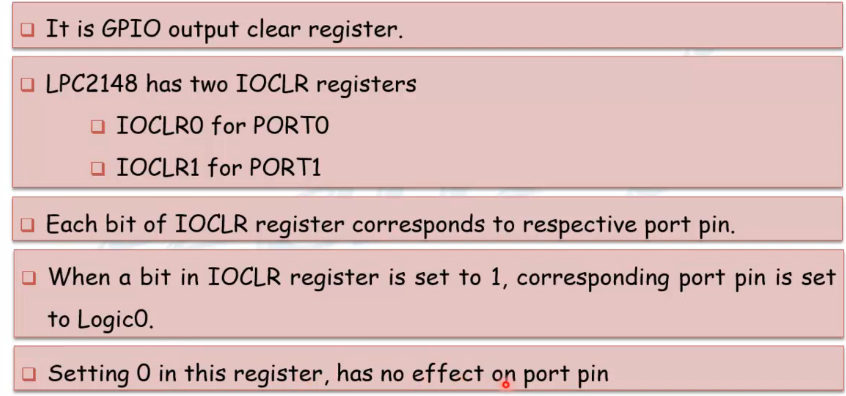 It is GPIO output clear register.
LPC2148 has two IOCLR registers
IOCLR0 for PORT0
IOCLR1 for PORT1
Each bit of IOCLR register corresponds to respective port pin.
When a bit in IOCLR register is set to 1, corresponding port pin is set
to Logic0.
Setting 0 in this register, has no effect on port pin